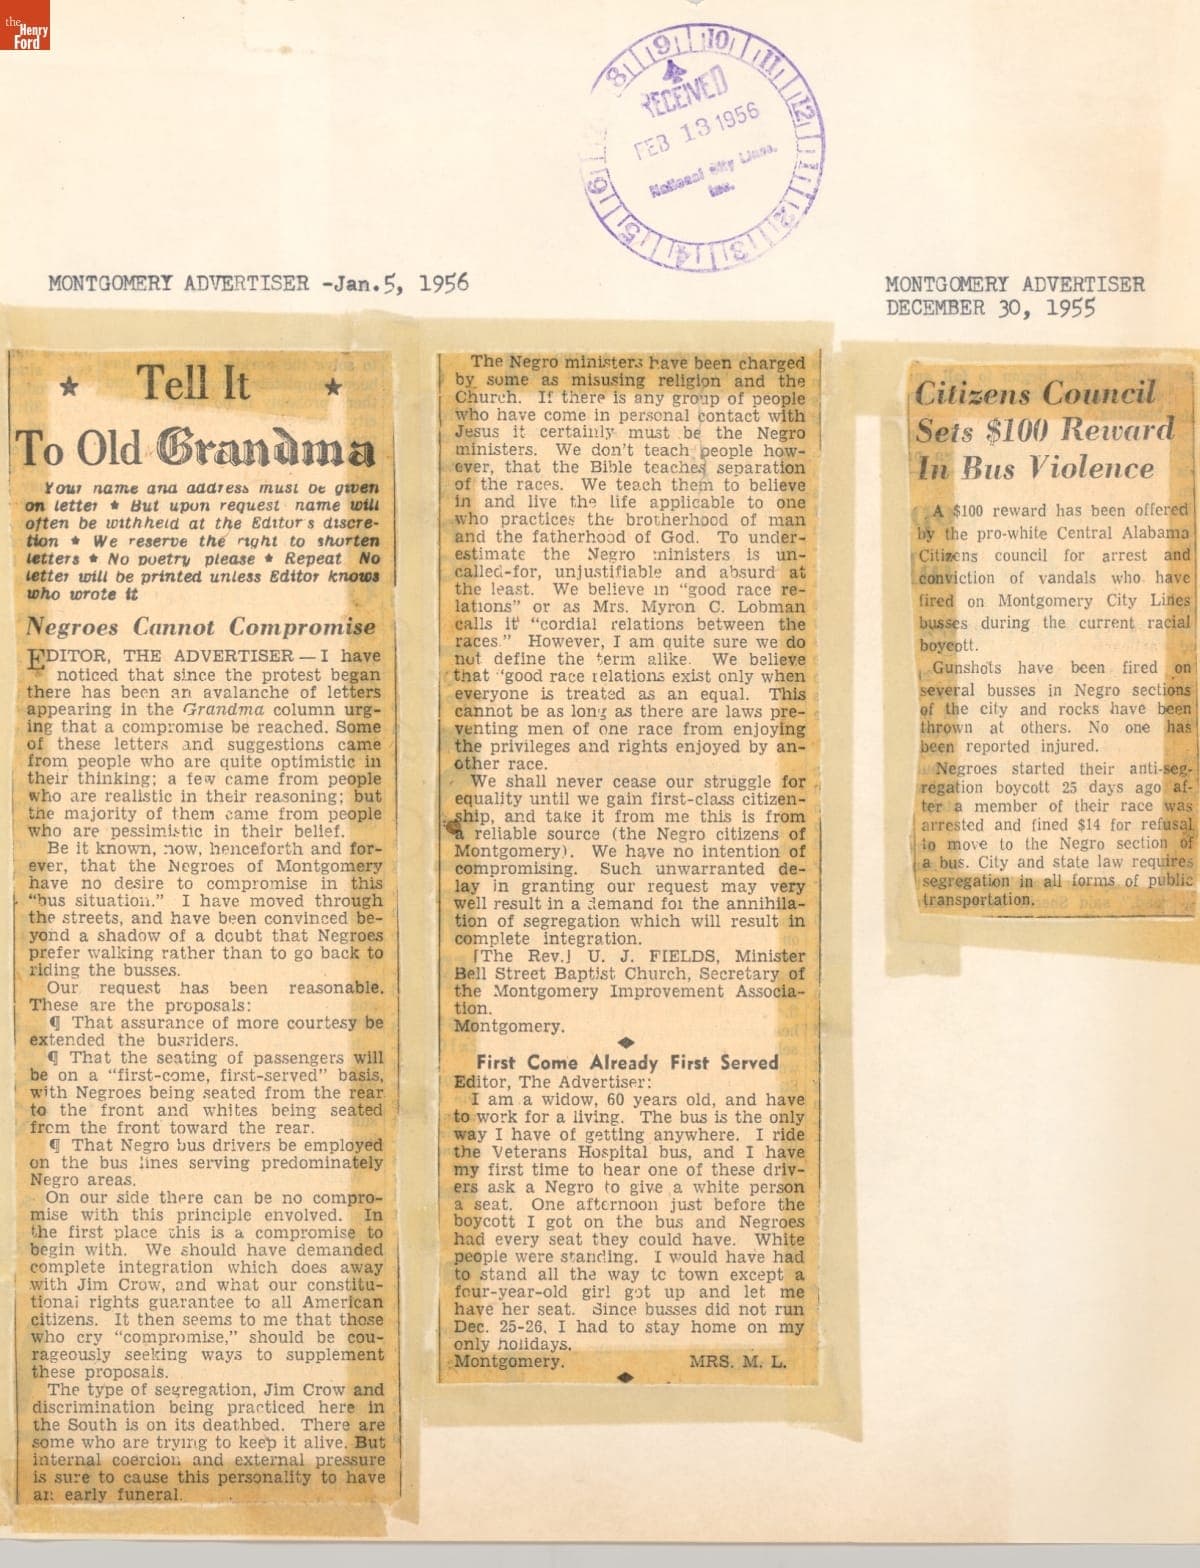 the
Henry
Ford
8 9 10 11 12 1 2 3 4 5 6
RECEIVED
FEB 13 1956
National City Lines,
Inc.
MONTGOMERY ADVERTISER -Jan.5, 1956
Tell It
To Old Grandma
Your name and address must be given
on letter ★ But upon request name will
often be withheld at the Editor's discre-
tion ★ We reserve the right to shorten
letters ★ No poetry please ★ Repeat No
letter will be printed unless Editor knows
who wrote it
Negroes Cannot Compromise
EDITOR, THE ADVERTISER — I have
noticed that since the protest began
there has been an avalanche of letters
appearing in the Grandma column urg-
ing that a compromise be reached. Some
of these letters and suggestions came
from people who are quite optimistic in
their thinking; a few came from people
who are realistic in their reasoning; but
the majority of them came from people
who are pessimistic in their belief.
Be it known, now, henceforth and for-
ever, that the Negroes of Montgomery
have no desire to compromise in this
"bus situation." I have moved through
the streets, and have been convinced be-
yond a shadow of a doubt that Negroes
prefer walking rather than to go back to
riding the busses.
Our request has been reasonable.
These are the proposals:
¶ That assurance of more courtesy be
extended the busriders.
¶ That the seating of passengers will
be on a "first-come, first-served" basis,
with Negroes being seated from the rear
to the front and whites being seated
from the front toward the rear.
¶ That Negro bus drivers be employed
on the bus lines serving predominately
Negro areas.
On our side there can be no compro-
mise with this principle envolved. In
the first place this is a compromise to
begin with. We should have demanded
complete integration which does away
with Jim Crow, and what our constitu-
tional rights guarantee to all American
citizens. It then seems to me that those
who cry "compromise," should be cou-
rageously seeking ways to supplement
these proposals.
The type of segregation, Jim Crow and
discrimination being practiced here in
the South is on its deathbed. There are
some who are trying to keep it alive. But
internal coercion and external pressure
is sure to cause this personality to have
an early funeral.
The Negro ministers have been charged
by some as misusing religion and the
Church. If there is any group of people
who have come in personal contact with
Jesus it certainly must be the Negro
ministers. We don't teach people how-
ever, that the Bible teaches separation
of the races. We teach them to believe
in and live the life applicable to one
who practices the brotherhood of man
and the fatherhood of God. To under-
estimate the Negro ministers is un-
called-for, unjustifiable and absurd at
the least. We believe in "good race re-
lations" or as Mrs. Myron C. Lobman
calls it "cordial relations between the
races." However, I am quite sure we do
not define the term alike. We believe
that "good race relations exist only when
everyone is treated as an equal. This
cannot be as long as there are laws pre-
venting men of one race from enjoying
the privileges and rights enjoyed by an-
other race.
We shall never cease our struggle for
equality until we gain first-class citizen-
ship, and take it from me this is from
a reliable source (the Negro citizens of
Montgomery). We have no intention of
compromising. Such unwarranted de-
lay in granting our request may very
well result in a demand for the annihila-
tion of segregation which will result in
complete integration.
[The Rev.] U. J. FIELDS, Minister
Bell Street Baptist Church, Secretary of
the Montgomery Improvement Associa-
tion.
Montgomery.
First Come Already First Served
Editor, The Advertiser:
I am a widow, 60 years old, and have
to work for a living. The bus is the only
way I have of getting anywhere. I ride
the Veterans Hospital bus, and I have
my first time to hear one of these driv-
ers ask a Negro to give a white person
a seat. One afternoon just before the
boycott I got on the bus and Negroes
had every seat they could have. White
people were standing. I would have had
to stand all the way to town except a
four-year-old girl got up and let me
have her seat. Since busses did not run
Dec. 25-26, I had to stay home on my
only holidays.
Montgomery. MRS. M. L.
MONTGOMERY ADVERTISER
DECEMBER 30, 1955
Citizens Council
Sets $100 Reward
In Bus Violence
A $100 reward has been offered
by the pro-white Central Alabama
Citizens council for arrest and
conviction of vandals who have
fired on Montgomery City Lines
busses during the current racial
boycott.
Gunshots have been fired on
several busses in Negro sections
of the city and rocks have been
thrown at others. No one has
been reported injured.
Negroes started their anti-seg-
regation boycott 25 days ago af-
ter a member of their race was
arrested and fined $14 for refusal
to move to the Negro section of
a bus. City and state law requires
segregation in all forms of public
transportation.